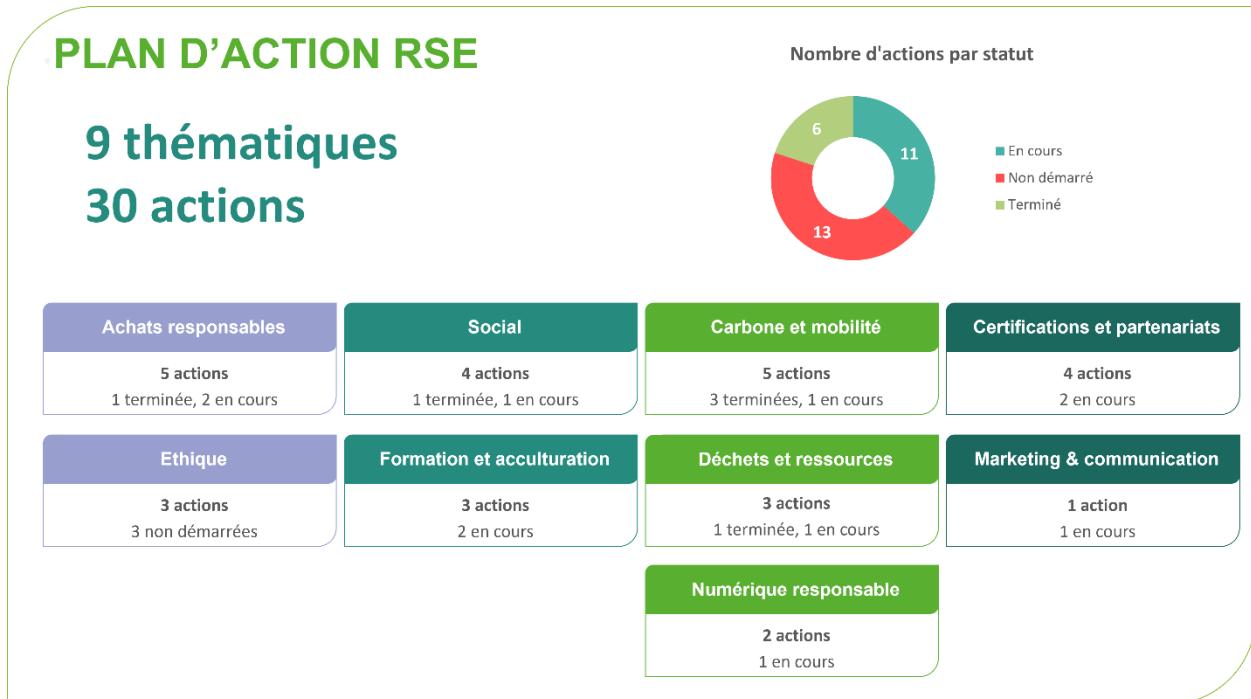 PLAN D'ACTION RSE
9 thématiques
30 actions
Nombre d'actions par statut
6
11
13
En cours
Non démarré
Terminé
Achats responsables
5 actions
1 terminée, 2 en cours
Social
4 actions
1 terminée, 1 en cours
Carbone et mobilité
5 actions
3 terminées, 1 en cours
Certifications et partenariats
4 actions
2 en cours
Ethique
3 actions
3 non démarrées
Formation et acculturation
3 actions
2 en cours
Déchets et ressources
3 actions
1 terminée, 1 en cours
Marketing & communication
1 action
1 en cours
Numérique responsable
2 actions
1 en cours